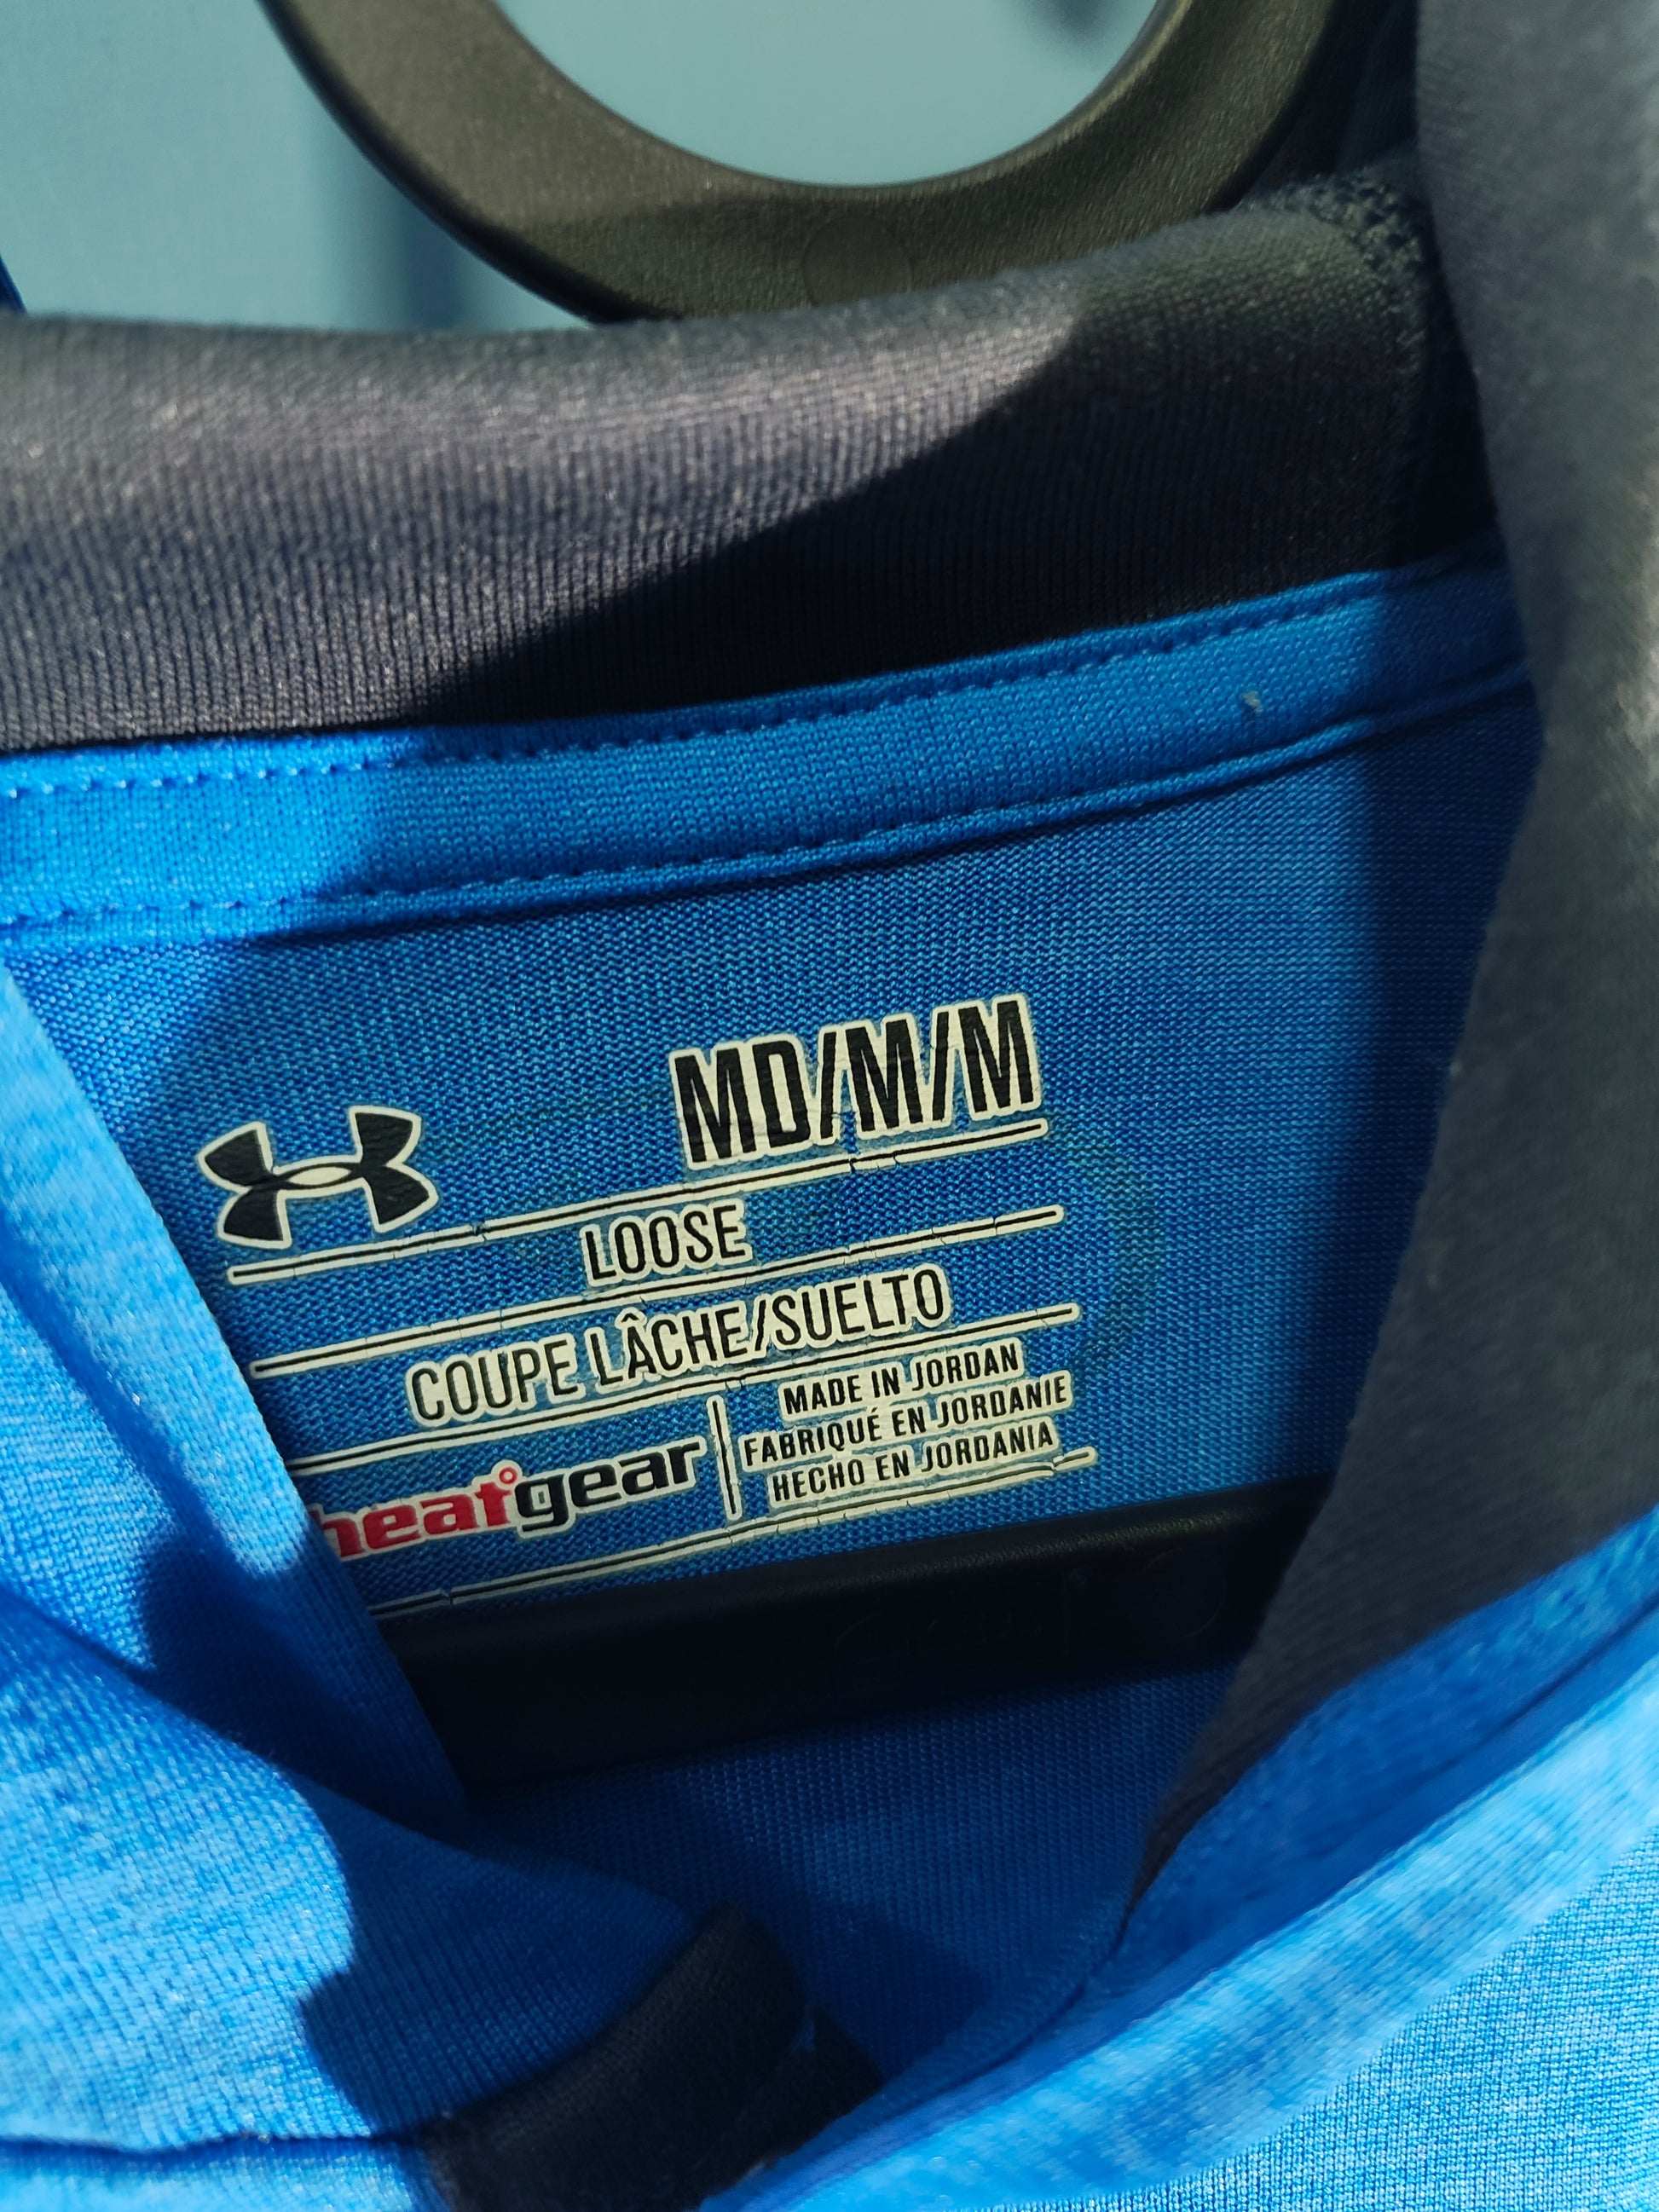 MD/M/M
LOOSE
COUPE LÂCHE/SUELTO
heatgear
MADE IN JORDAN
FABRIQUÉ EN JORDANIE
HECHO EN JORDANIA